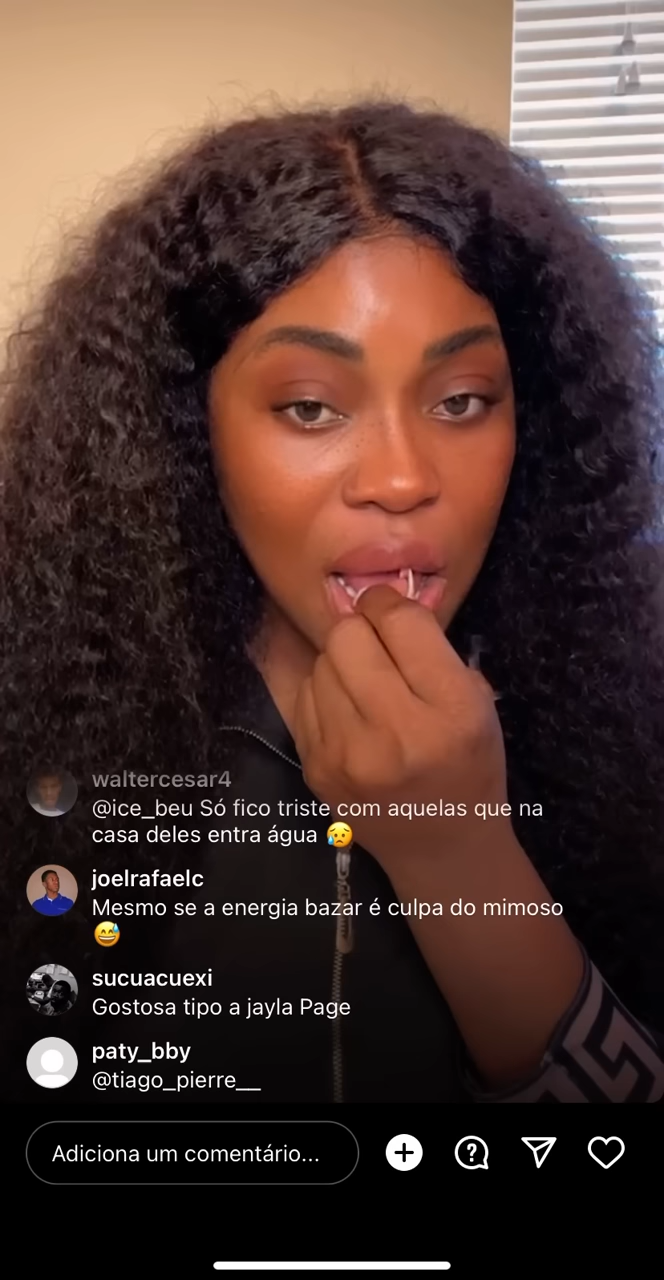 waltercesar4
@ice_beu Só fico triste com aquelas que na
casa deles entra água 😥
joelrafaelc
Mesmo se a energia bazar é culpa do mimoso
😅
sucuacuexi
Gostosa tipo a jayla Page
paty_bby
@tiago_pierre__
Adiciona um comentário...